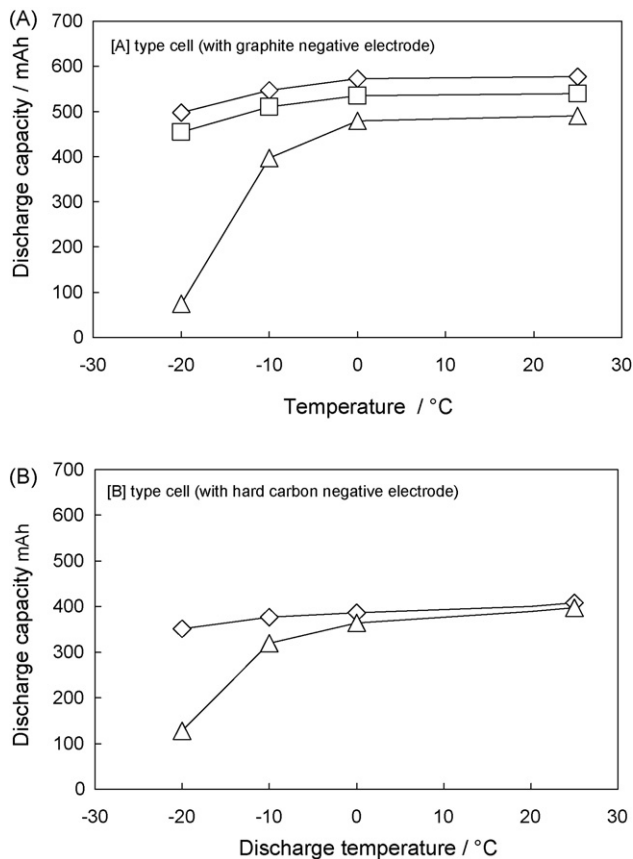 (A)
[A] type cell (with graphite negative electrode)
Discharge capacity / mAh
700
600
500
400
300
200
100
0
-30 -20 -10 0 10 20 30
Temperature / °C
(B)
[B] type cell (with hard carbon negative electrode)
Discharge capacity mAh
700
600
500
400
300
200
100
0
-30 -20 -10 0 10 20 30
Discharge temperature / °C